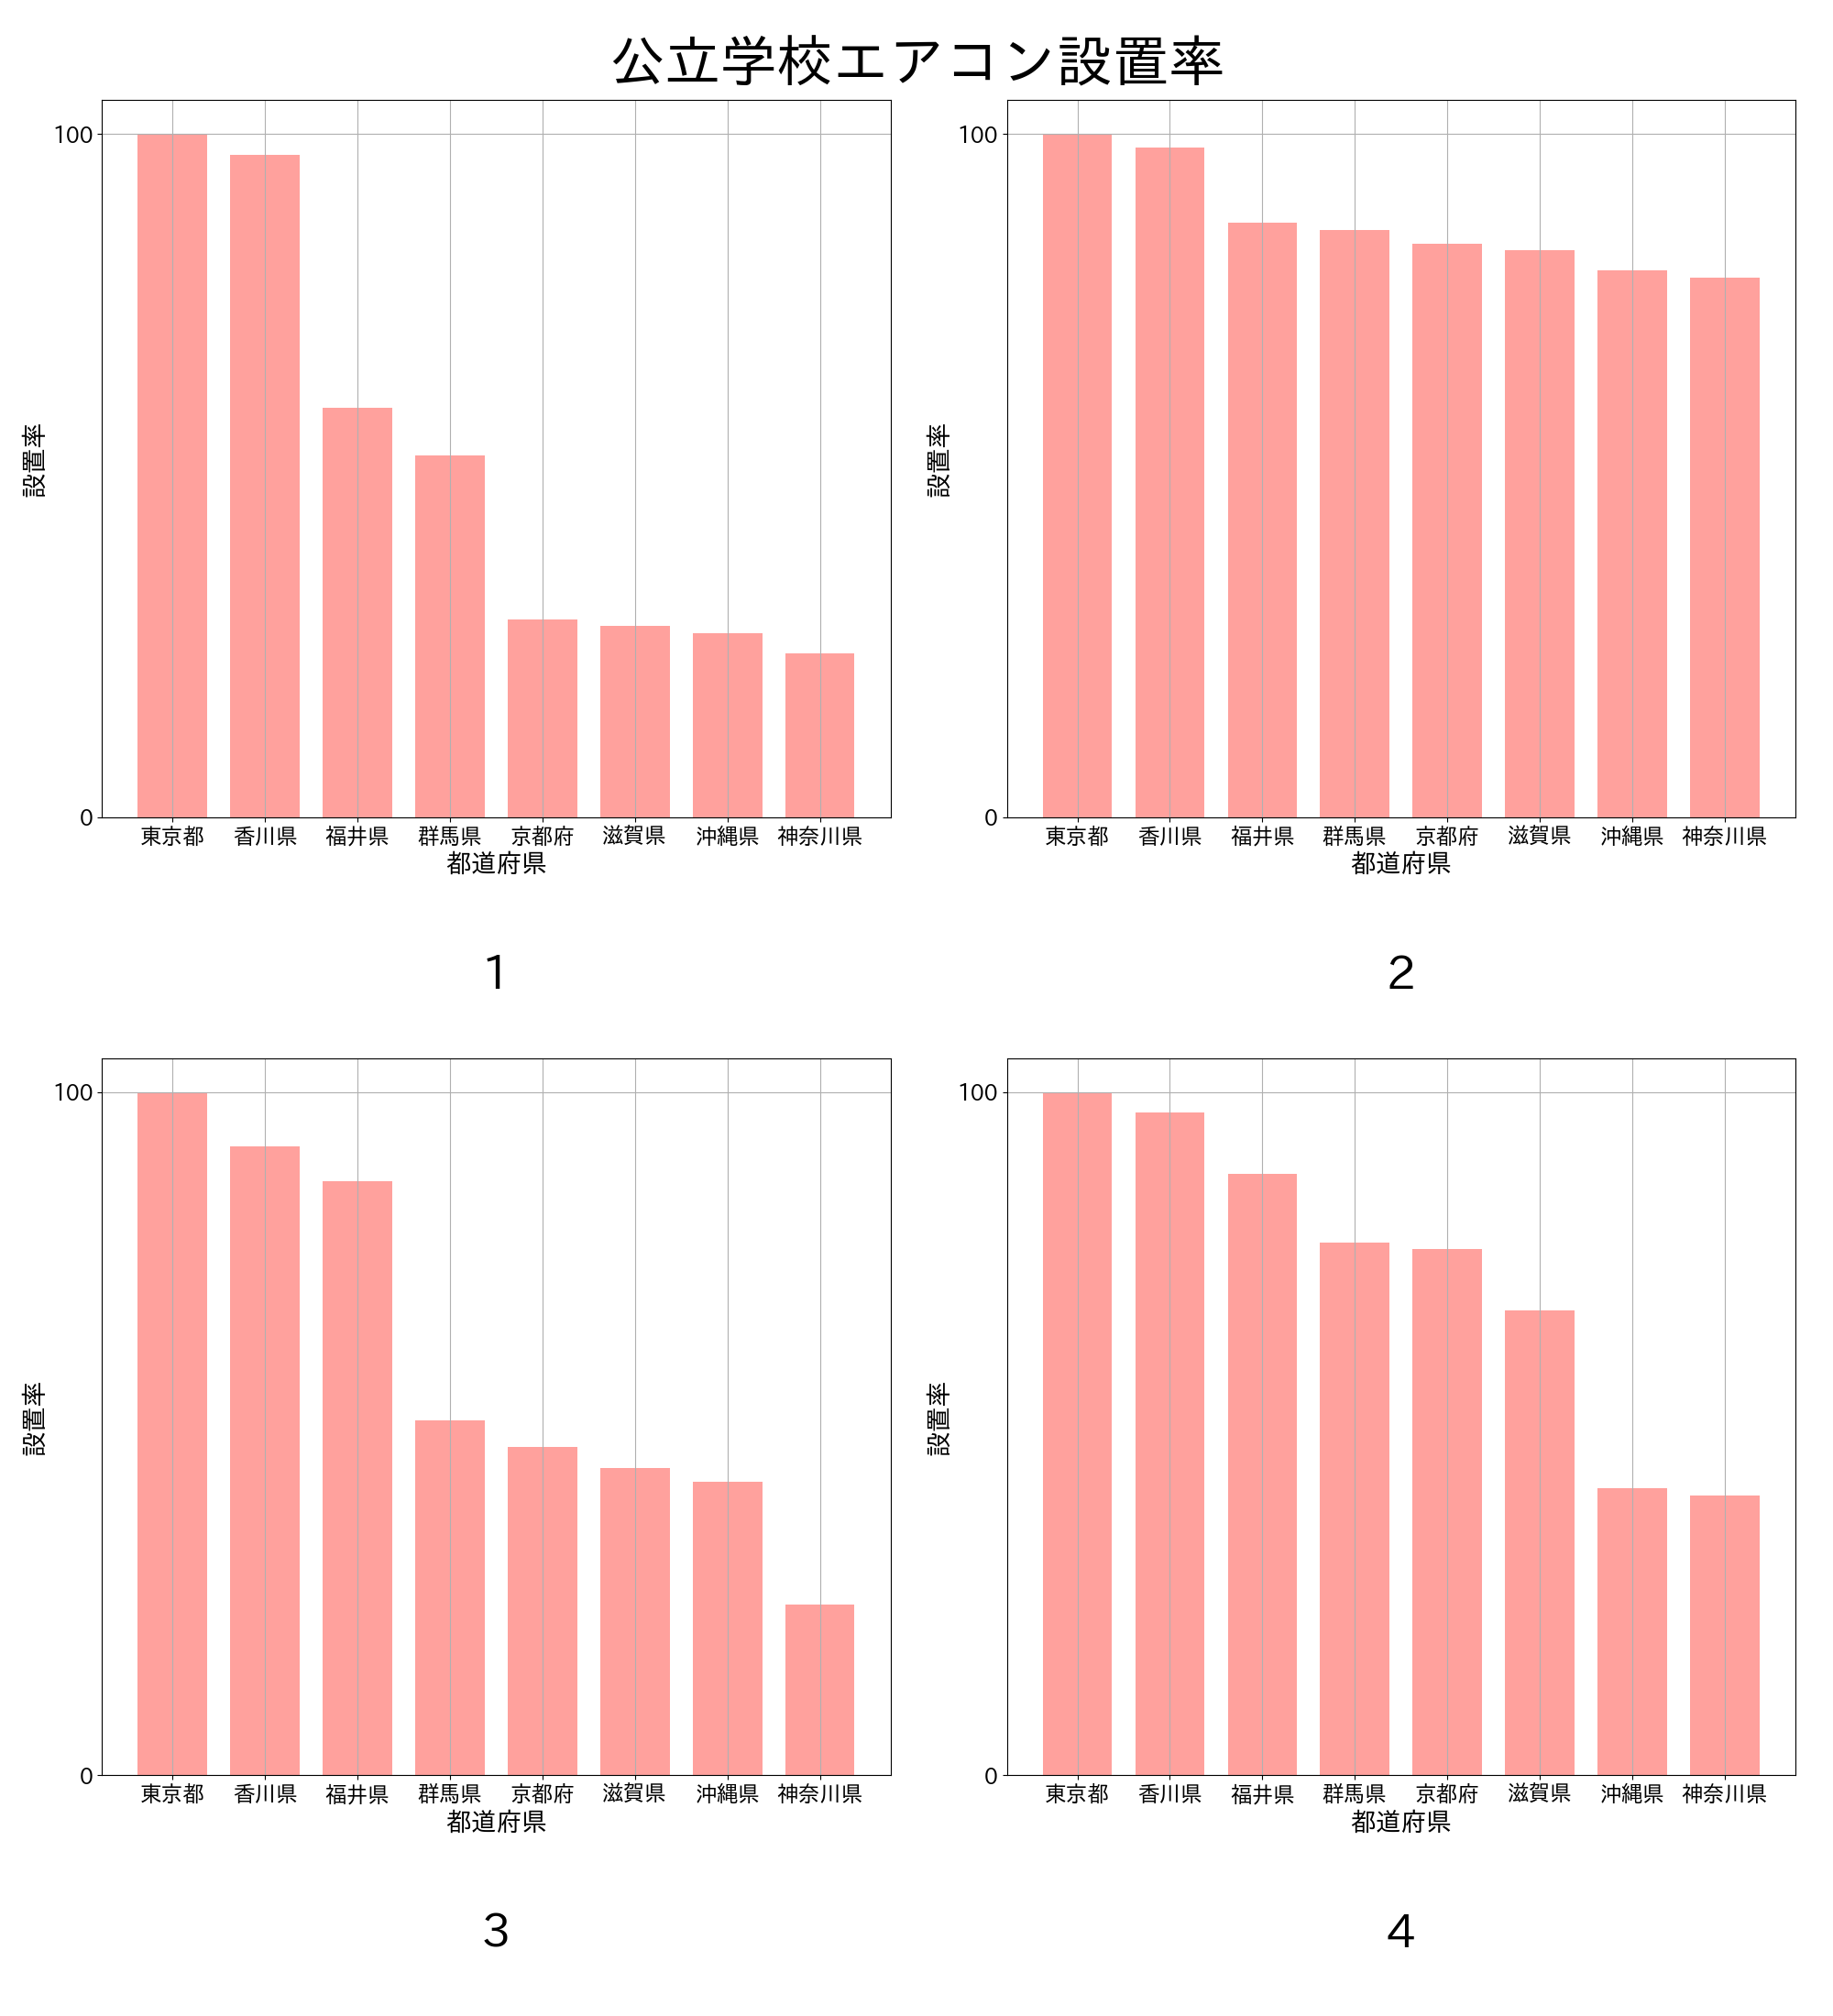 公立学校エアコン設置率
100
設置率
0
東京都 香川県 福井県 群馬県 京都府 滋賀県 沖縄県 神奈川県
都道府県
1
100
設置率
0
東京都 香川県 福井県 群馬県 京都府 滋賀県 沖縄県 神奈川県
都道府県
2
100
設置率
0
東京都 香川県 福井県 群馬県 京都府 滋賀県 沖縄県 神奈川県
都道府県
3
100
設置率
0
東京都 香川県 福井県 群馬県 京都府 滋賀県 沖縄県 神奈川県
都道府県
4